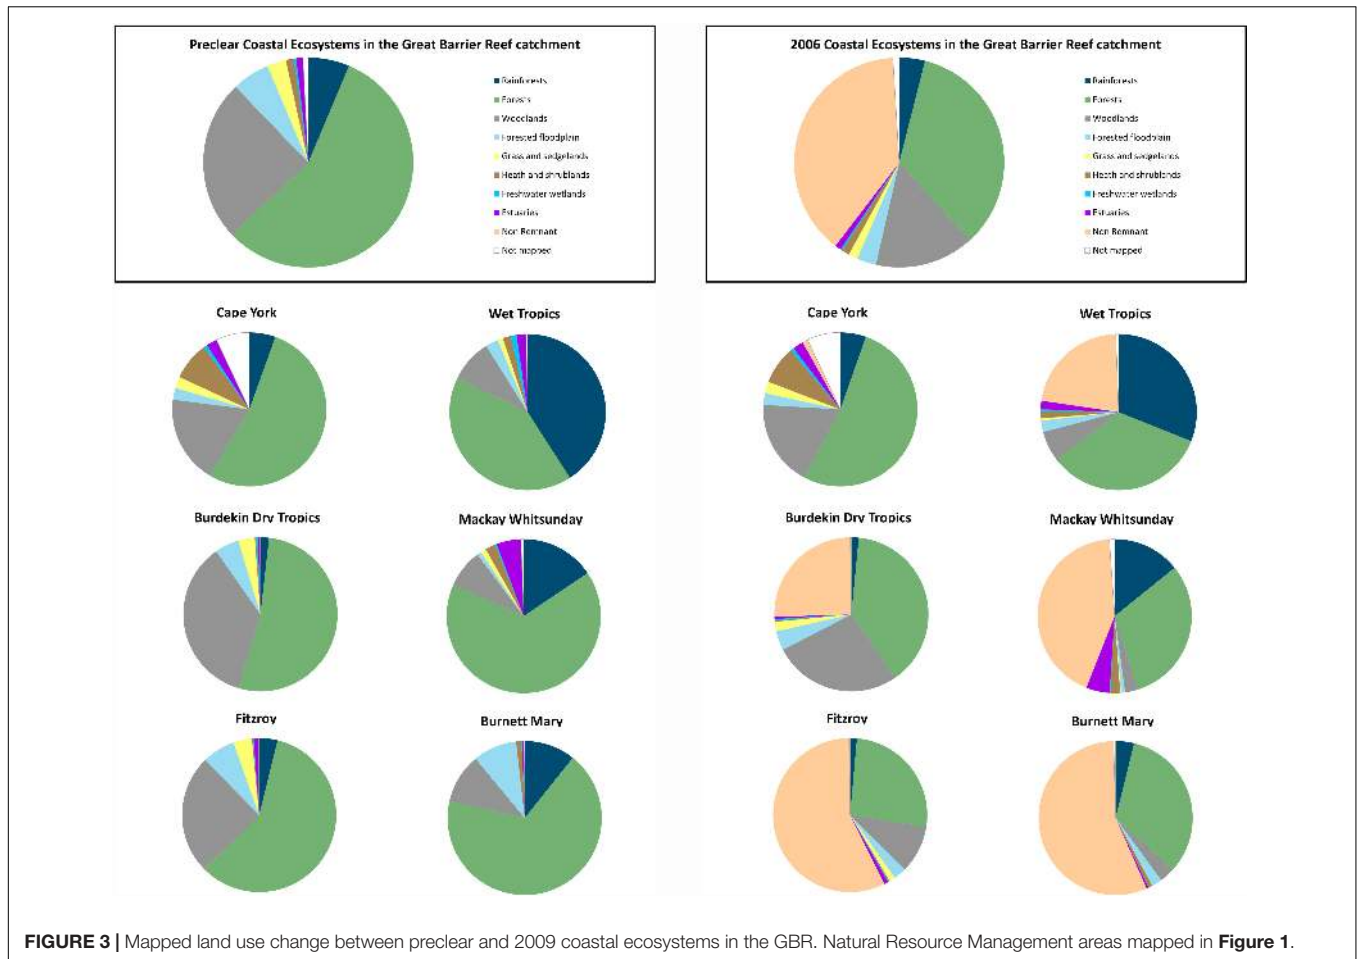 Preclear Coastal Ecosystems in the Great Barrier Reef catchment
Rainforests
Forests
Woodlands
Forested floodplain
Grass and sedgelands
Heath and shrublands
Freshwater wetlands
Estuaries
Non Remnant
Not mapped
2006 Coastal Ecosystems in the Great Barrier Reef catchment
Rainforests
Forests
Woodlands
Forested floodplain
Grass and sedgelands
Heath and shrublands
Freshwater wetlands
Estuaries
Non Remnant
Not mapped
Cape York
Wet Tropics
Cape York
Wet Tropics
Burdekin Dry Tropics
Mackay Whitsunday
Burdekin Dry Tropics
Mackay Whitsunday
Fitzroy
Burnett Mary
Fitzroy
Burnett Mary
FIGURE 3 | Mapped land use change between preclear and 2009 coastal ecosystems in the GBR. Natural Resource Management areas mapped in Figure 1.